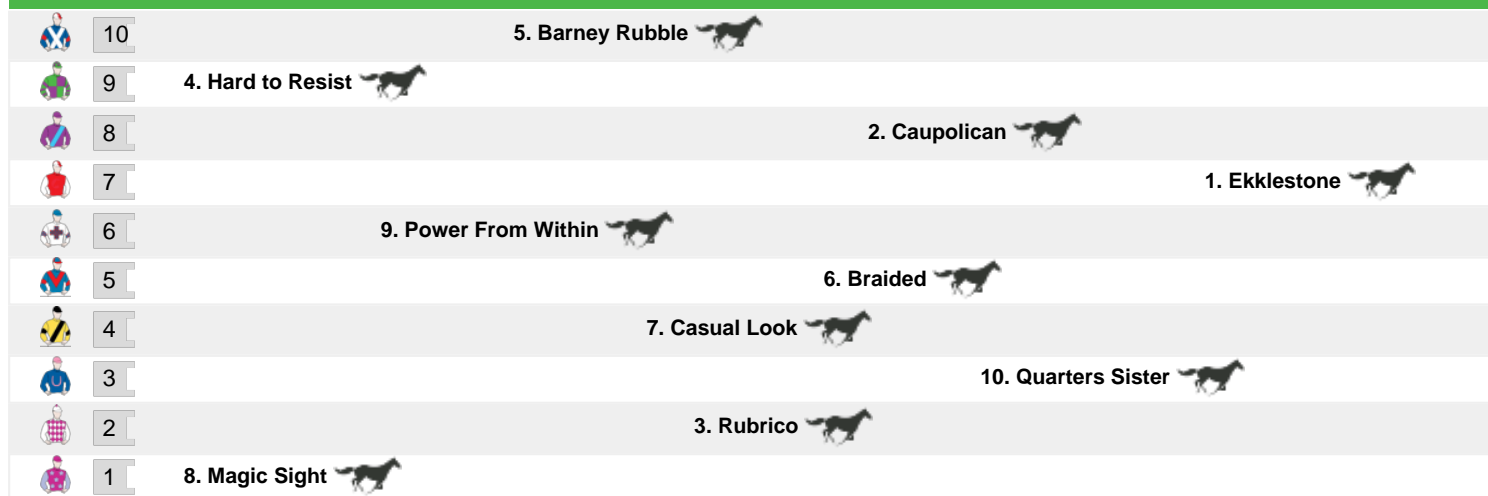 10 5. Barney Rubble
9 4. Hard to Resist
8 2. Caupolican
7 1. Ekklestone
6 9. Power From Within
5 6. Braided
4 7. Casual Look
3 10. Quarters Sister
2 3. Rubrico
1 8. Magic Sight